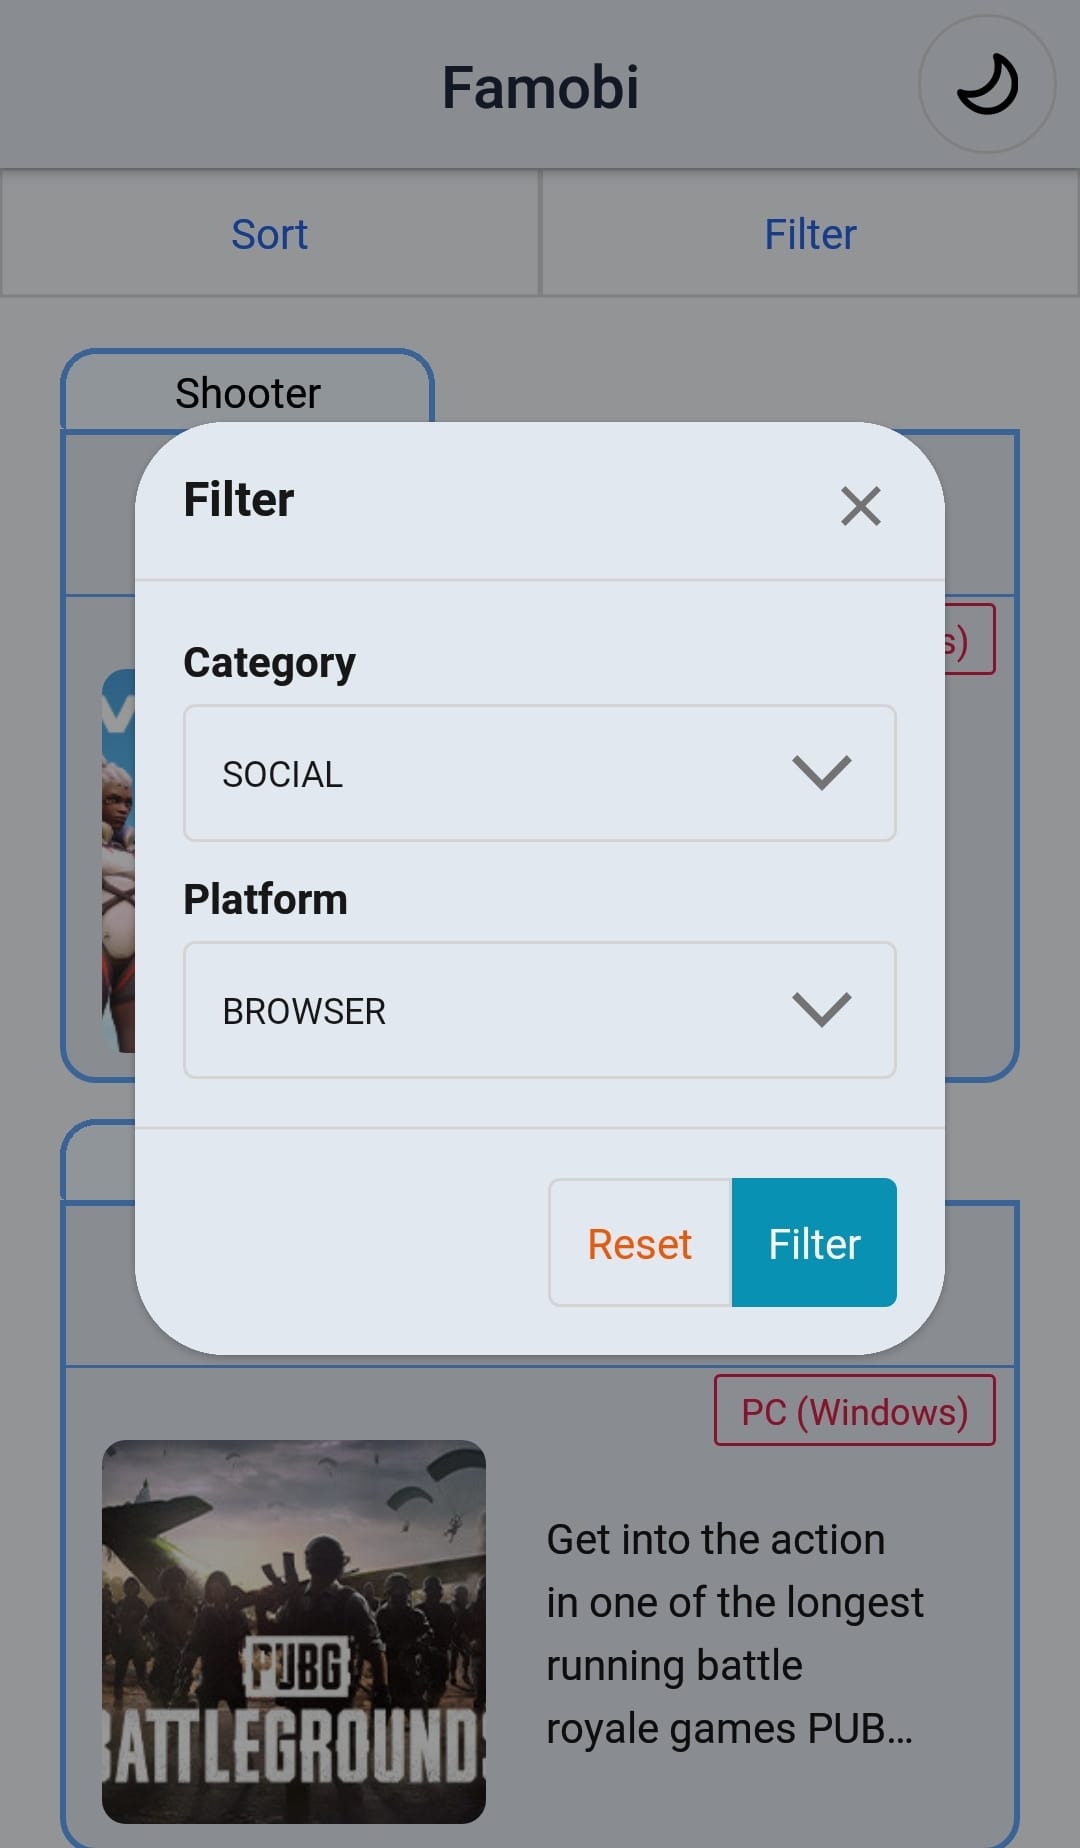 Famobi
Sort
Filter
Shooter
Filter
s)
Category
SOCIAL
Platform
BROWSER
Reset
Filter
PC (Windows)
Get into the action
in one of the longest
running battle
royale games PUB...
PUBG
BATTLEGROUNDS